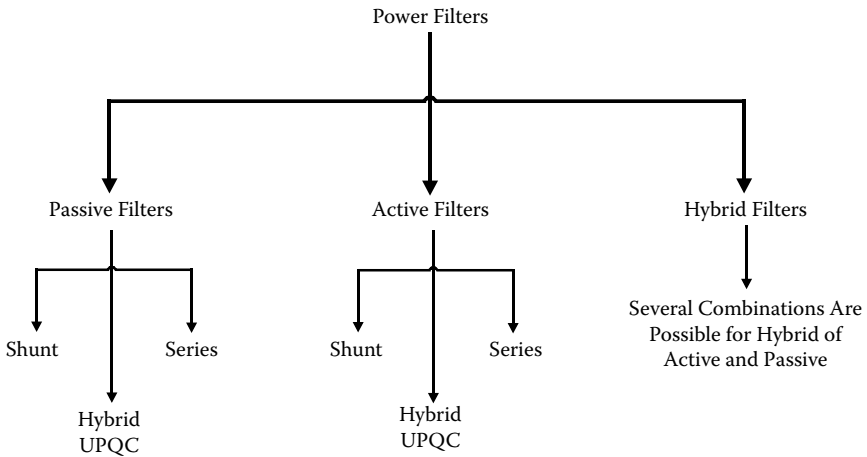 Power Filters
Passive Filters
Active Filters
Hybrid Filters
Shunt
Series
Hybrid
UPQC
Shunt
Series
Hybrid
UPQC
Several Combinations Are
Possible for Hybrid of
Active and Passive